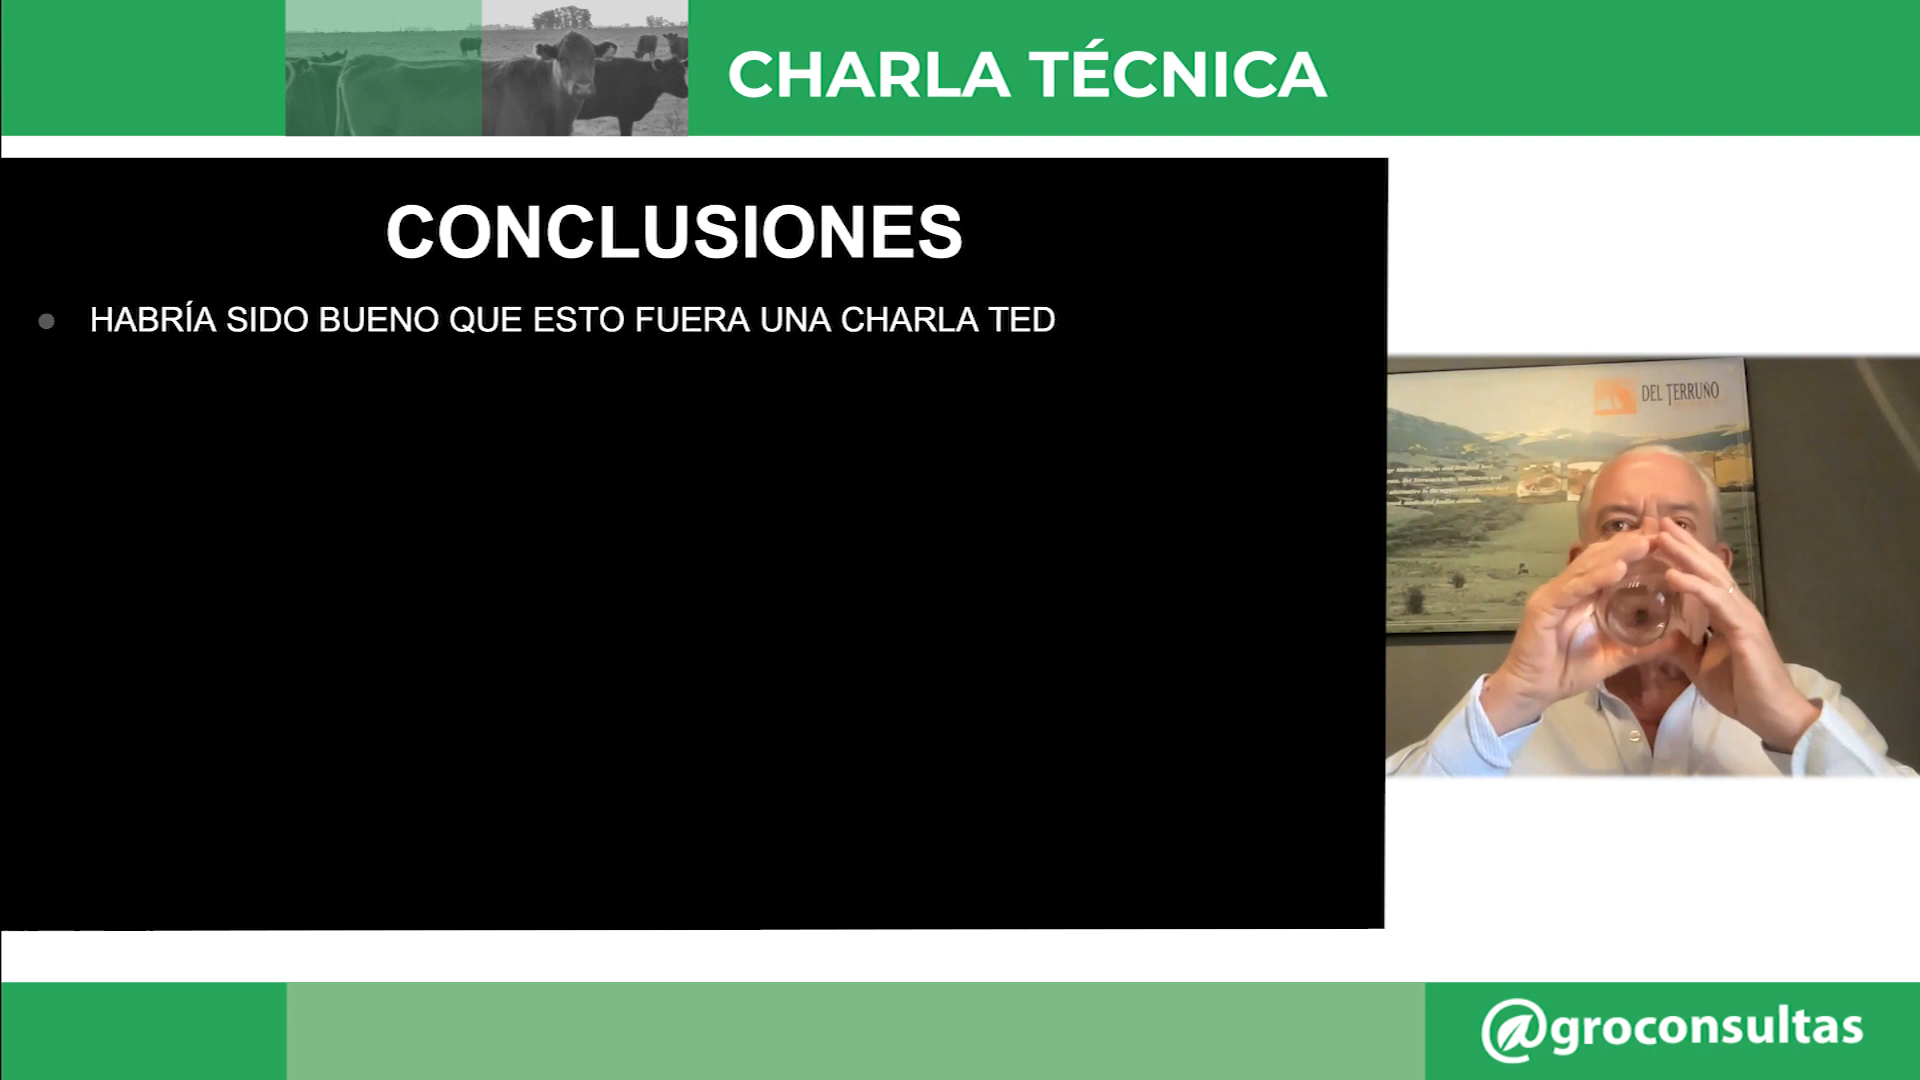 CHARLA TÉCNICA
CONCLUSIONES
HABRÍA SIDO BUENO QUE ESTO FUERA UNA CHARLA TED
DEL TERRUÑO
@groconsultas